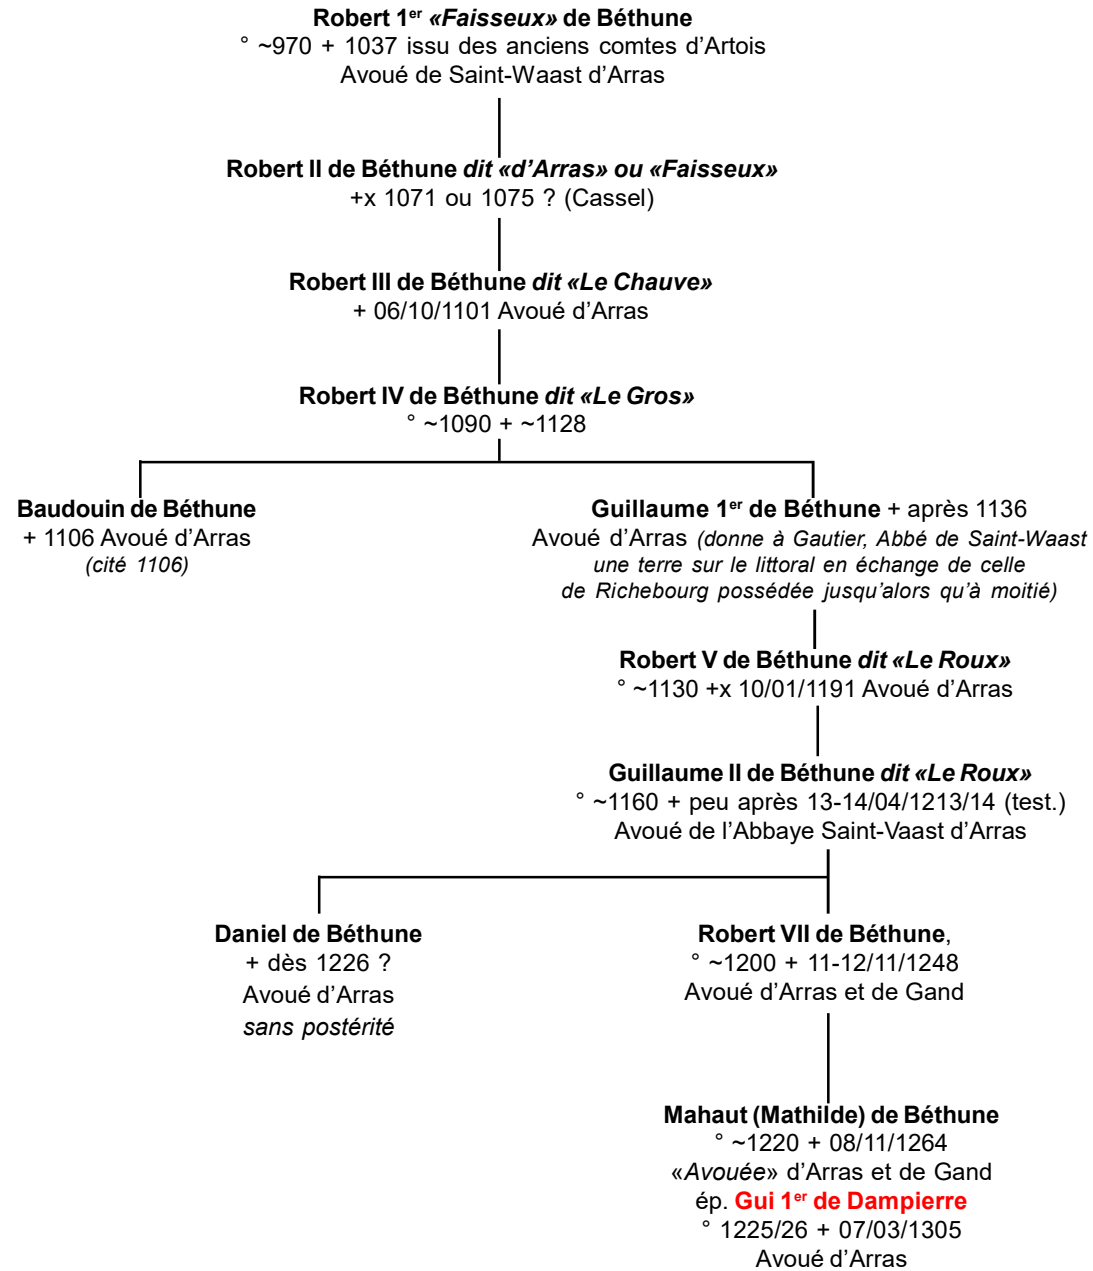 Robert 1er «Faisseux» de Béthune
° ~970 + 1037 issu des anciens comtes d’Artois
Avoué de Saint-Waast d’Arras
Robert II de Béthune dit «d’Arras» ou «Faisseux»
+x 1071 ou 1075 ? (Cassel)
Robert III de Béthune dit «Le Chauve»
+ 06/10/1101 Avoué d’Arras
Robert IV de Béthune dit «Le Gros»
° ~1090 + ~1128
Baudouin de Béthune
+ 1106 Avoué d’Arras
(cité 1106)
Guillaume 1er de Béthune + après 1136
Avoué d’Arras (donne à Gautier, Abbé de Saint-Waast
une terre sur le littoral en échange de celle
de Richebourg possédée jusqu’alors qu’à moitié)
Robert V de Béthune dit «Le Roux»
° ~1130 +x 10/01/1191 Avoué d’Arras
Guillaume II de Béthune dit «Le Roux»
° ~1160 + peu après 13-14/04/1213/14 (test.)
Avoué de l’Abbaye Saint-Vaast d’Arras
Daniel de Béthune
+ dès 1226 ?
Avoué d’Arras
sans postérité
Robert VII de Béthune,
° ~1200 + 11-12/11/1248
Avoué d’Arras et de Gand
Mahaut (Mathilde) de Béthune
° ~1220 + 08/11/1264
«Avouée» d’Arras et de Gand
ép. Gui 1er de Dampierre
° 1225/26 + 07/03/1305
Avoué d’Arras